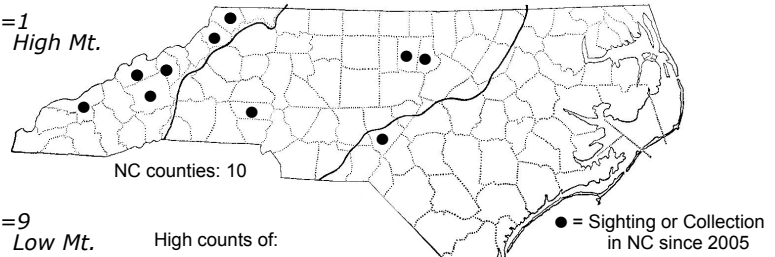 =1
High Mt.
NC counties: 10
=9
Low Mt.
High counts of:
● = Sighting or Collection
in NC since 2005